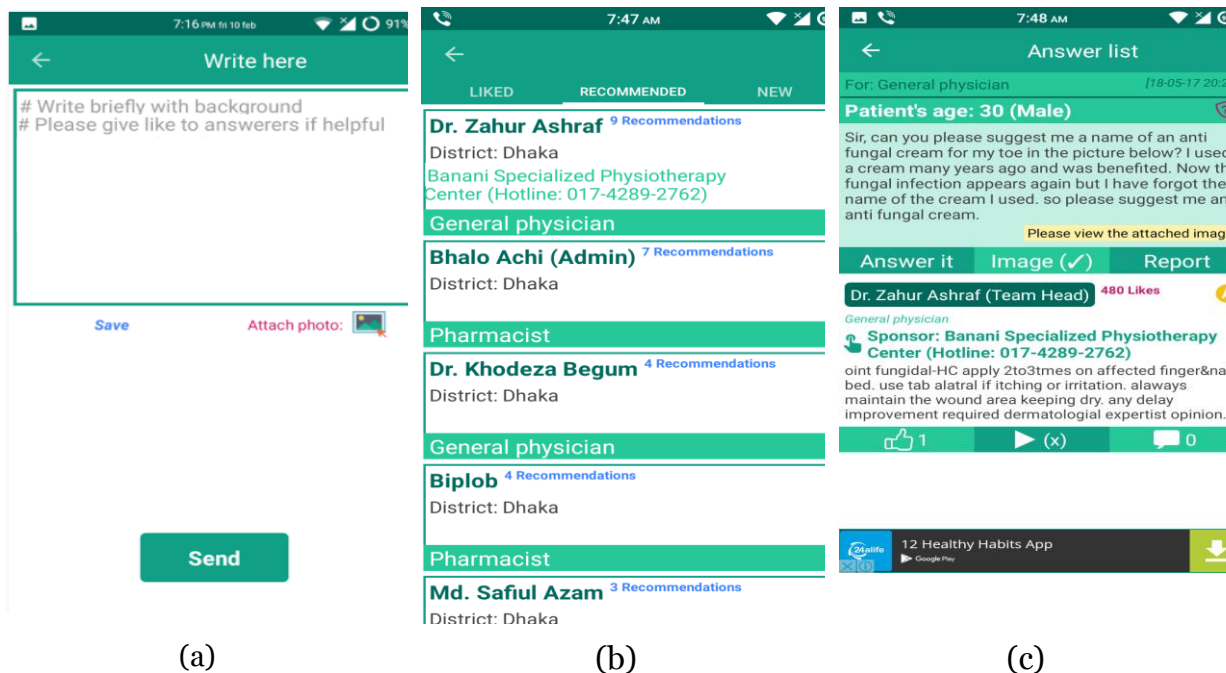 7:16 PM fri 10 feb 91%
Write here
# Write briefly with background
# Please give like to answerers if helpful
Save Attach photo:
Send
(a)
7:47 AM
LIKED RECOMMENDED NEW
Dr. Zahur Ashraf 9 Recommendations
District: Dhaka
Banani Specialized Physiotherapy
Center (Hotline: 017-4289-2762)
General physician
Bhalo Achi (Admin) 7 Recommendations
District: Dhaka
Pharmacist
Dr. Khodeza Begum 4 Recommendations
District: Dhaka
General physician
Biplob 4 Recommendations
District: Dhaka
Pharmacist
Md. Safiul Azam 3 Recommendations
District: Dhaka
(b)
7:48 AM
Answer list
For: General physician [18-05-17 20:2
Patient's age: 30 (Male)
Sir, can you please suggest me a name of an anti
fungal cream for my toe in the picture below? I used
a cream many years ago and was benefited. Now th
fungal infection appears again but I have forgot the
name of the cream I used. so please suggest me an
anti fungal cream.
Please view the attached imag
Answer it Image (✓) Report
Dr. Zahur Ashraf (Team Head) 480 Likes
General physician
Sponsor: Banani Specialized Physiotherapy
Center (Hotline: 017-4289-2762)
oint fungidal-HC apply 2to3tmes on affected finger&na
bed. use tab alatral if itching or irritation. alaways
maintain the wound area keeping dry. any delay
improvement required dermatologial expertist opinion.
1 (x) 0
24alife 12 Healthy Habits App
Google Play
(c)